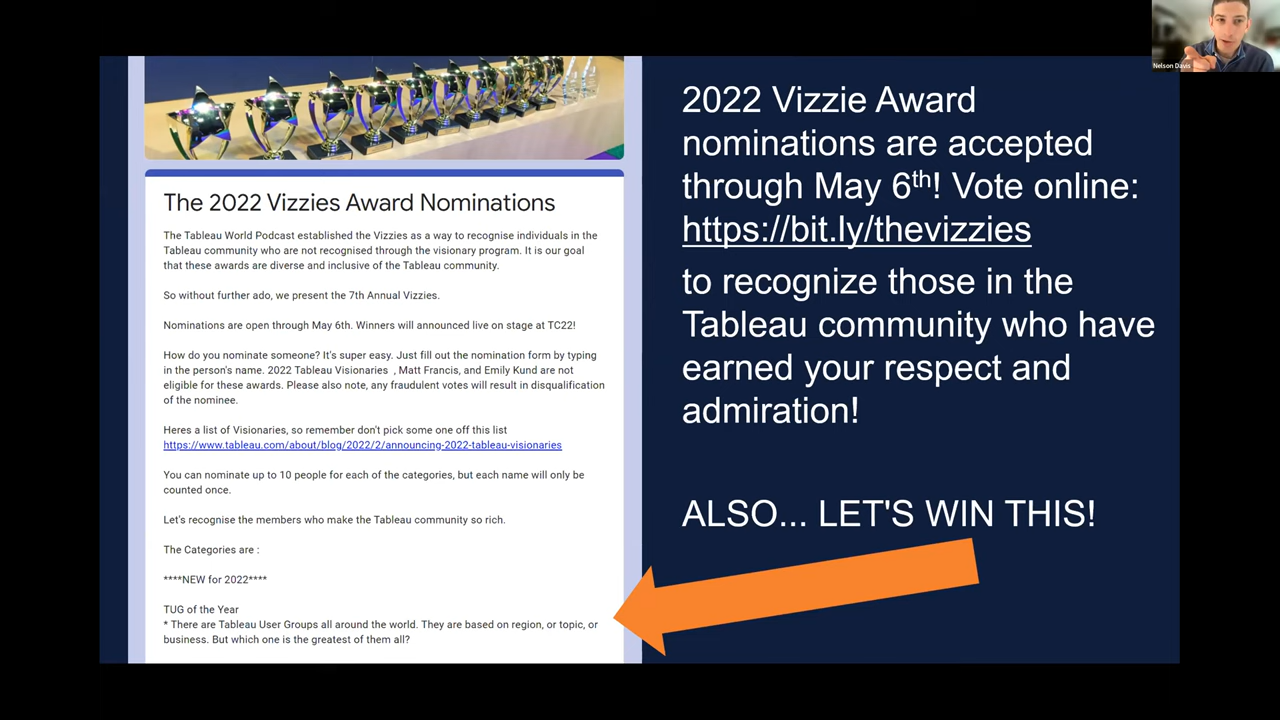 The 2022 Vizzies Award Nominations
The Tableau World Podcast established the Vizzies as a way to recognise individuals in the
Tableau community who are not recognised through the visionary program. It is our goal
that these awards are diverse and inclusive of the Tableau community.
So without further ado, we present the 7th Annual Vizzies.
Nominations are open through May 6th. Winners will announced live on stage at TC22!
How do you nominate someone? It's super easy. Just fill out the nomination form by typing
in the person's name. 2022 Tableau Visionaries , Matt Francis, and Emily Kund are not
eligible for these awards. Please also note, any fraudulent votes will result in disqualification
of the nominee.
Heres a list of Visionaries, so remember don't pick some one off this list
https://www.tableau.com/about/blog/2022/2/announcing-2022-tableau-visionaries
You can nominate up to 10 people for each of the categories, but each name will only be
counted once.
Let's recognise the members who make the Tableau community so rich.
The Categories are :
****NEW for 2022****
TUG of the Year
* There are Tableau User Groups all around the world. They are based on region, or topic, or
business. But which one is the greatest of them all?
2022 Vizzie Award
nominations are accepted
through May 6th! Vote online:
https://bit.ly/thevizzies
to recognize those in the
Tableau community who have
earned your respect and
admiration!
ALSO... LET'S WIN THIS!
Nelson Davis